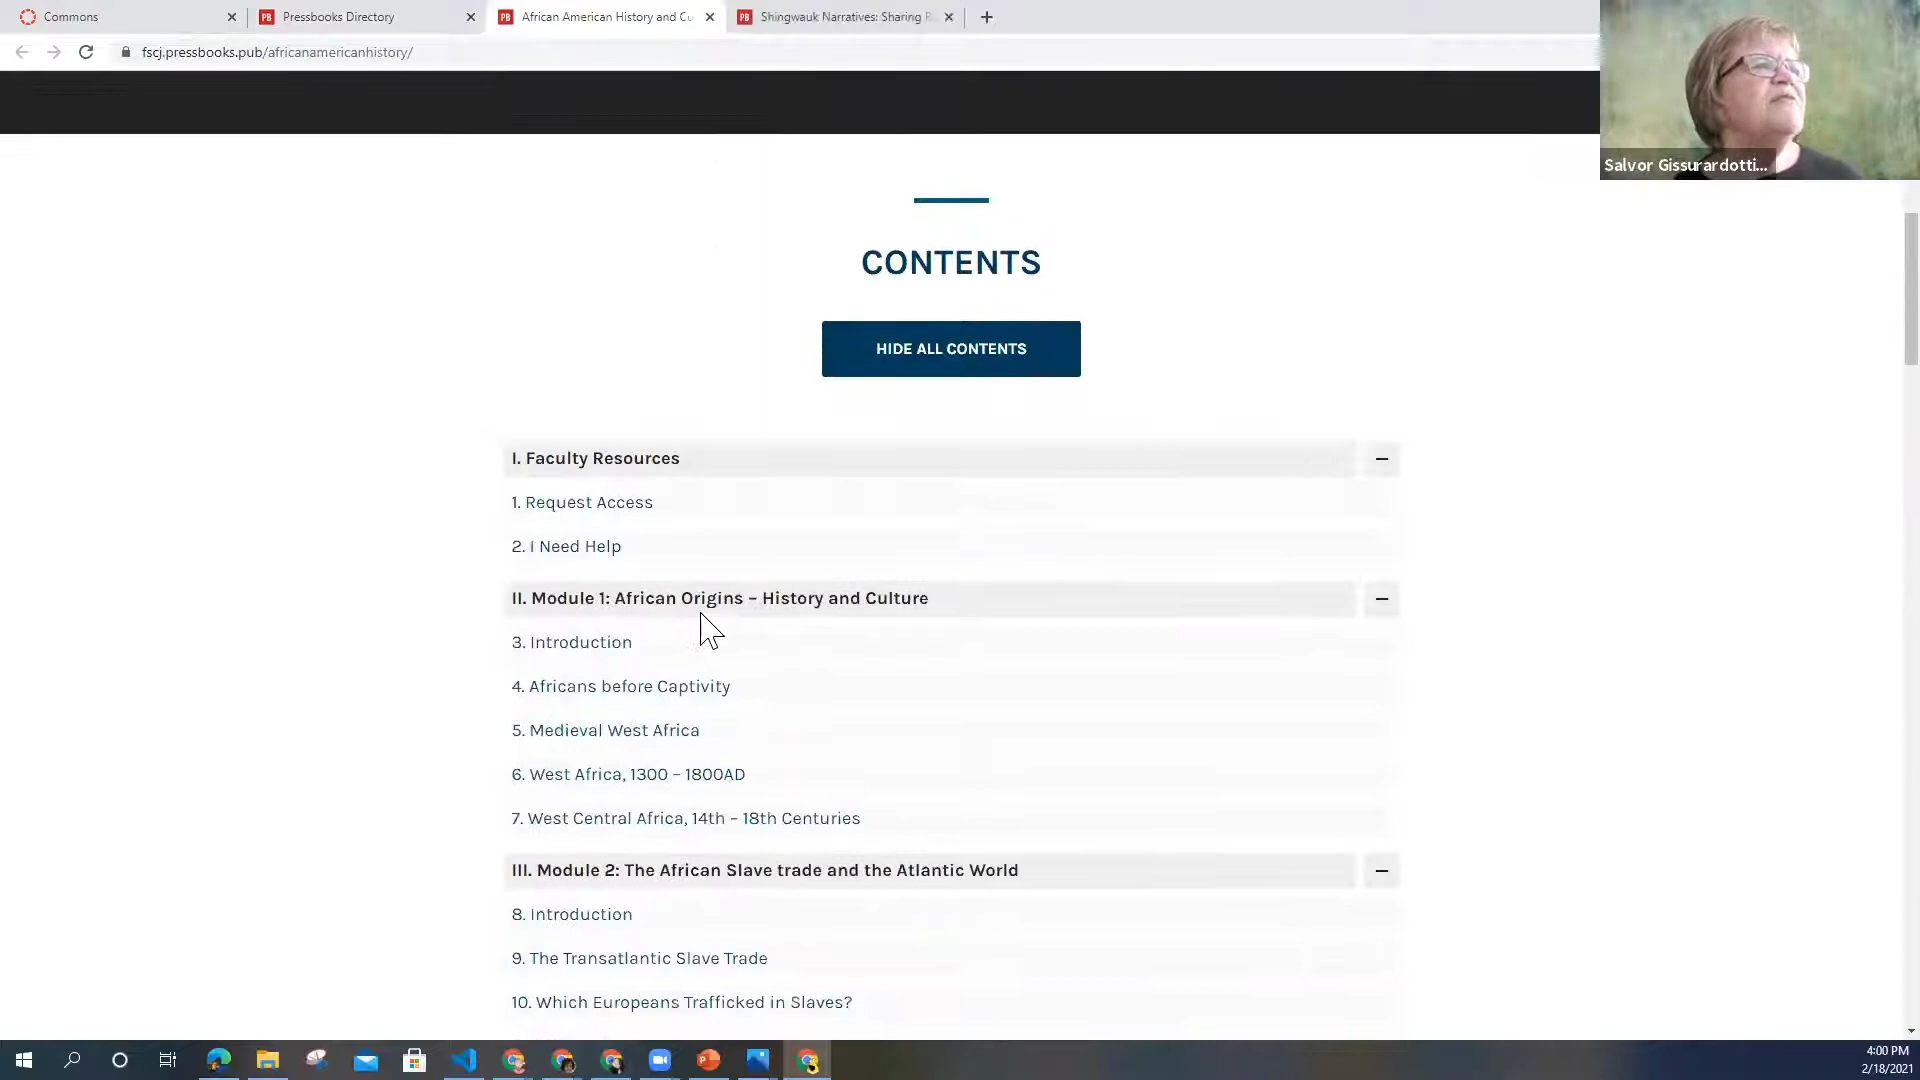 Commons
Pressbooks Directory
African American History and Cu
Shingwauk Narratives: Sharing R
fscj.pressbooks.pub/africanamericanhistory/
Salvor Gissurardotti...
CONTENTS
HIDE ALL CONTENTS
I. Faculty Resources
1. Request Access
2. I Need Help
II. Module 1: African Origins – History and Culture
3. Introduction
4. Africans before Captivity
5. Medieval West Africa
6. West Africa, 1300 – 1800AD
7. West Central Africa, 14th – 18th Centuries
III. Module 2: The African Slave trade and the Atlantic World
8. Introduction
9. The Transatlantic Slave Trade
10. Which Europeans Trafficked in Slaves?
4:00 PM
2/18/2021